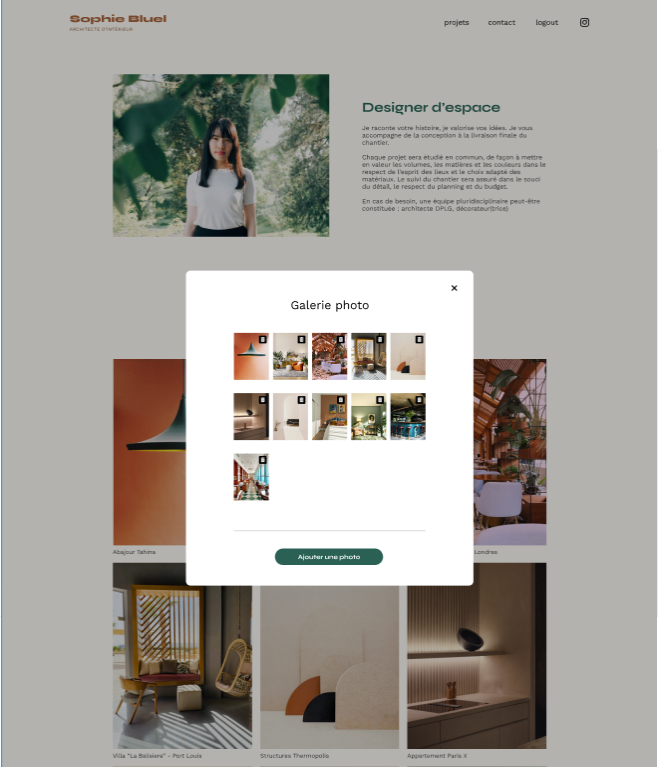 Sophie Bluel
ARCHITECTE D'INTÉRIEUR
projets contact logout
Designer d'espace
Je raconte votre histoire, je valorise vos idées. Je vous
accompagne de la conception à la livraison finale du
chantier.
Chaque projet sera étudié en commun, de façon à mettre
en valeur les volumes, les matières et les couleurs dans le
respect de l'esprit des lieux et le choix adapté des
matériaux. Le suivi du chantier sera assuré dans le souci
du détail, le respect du planning et du budget.
En cas de besoin, une équipe pluridisciplinaire peut-être
constituée : architecte DPLG, décorateur(trice)
Galerie photo
Ajouter une photo
Abajour Tahina
Londres
Villa "La Balisière" - Port Louis
Structures Thermopolis
Appartement Paris X